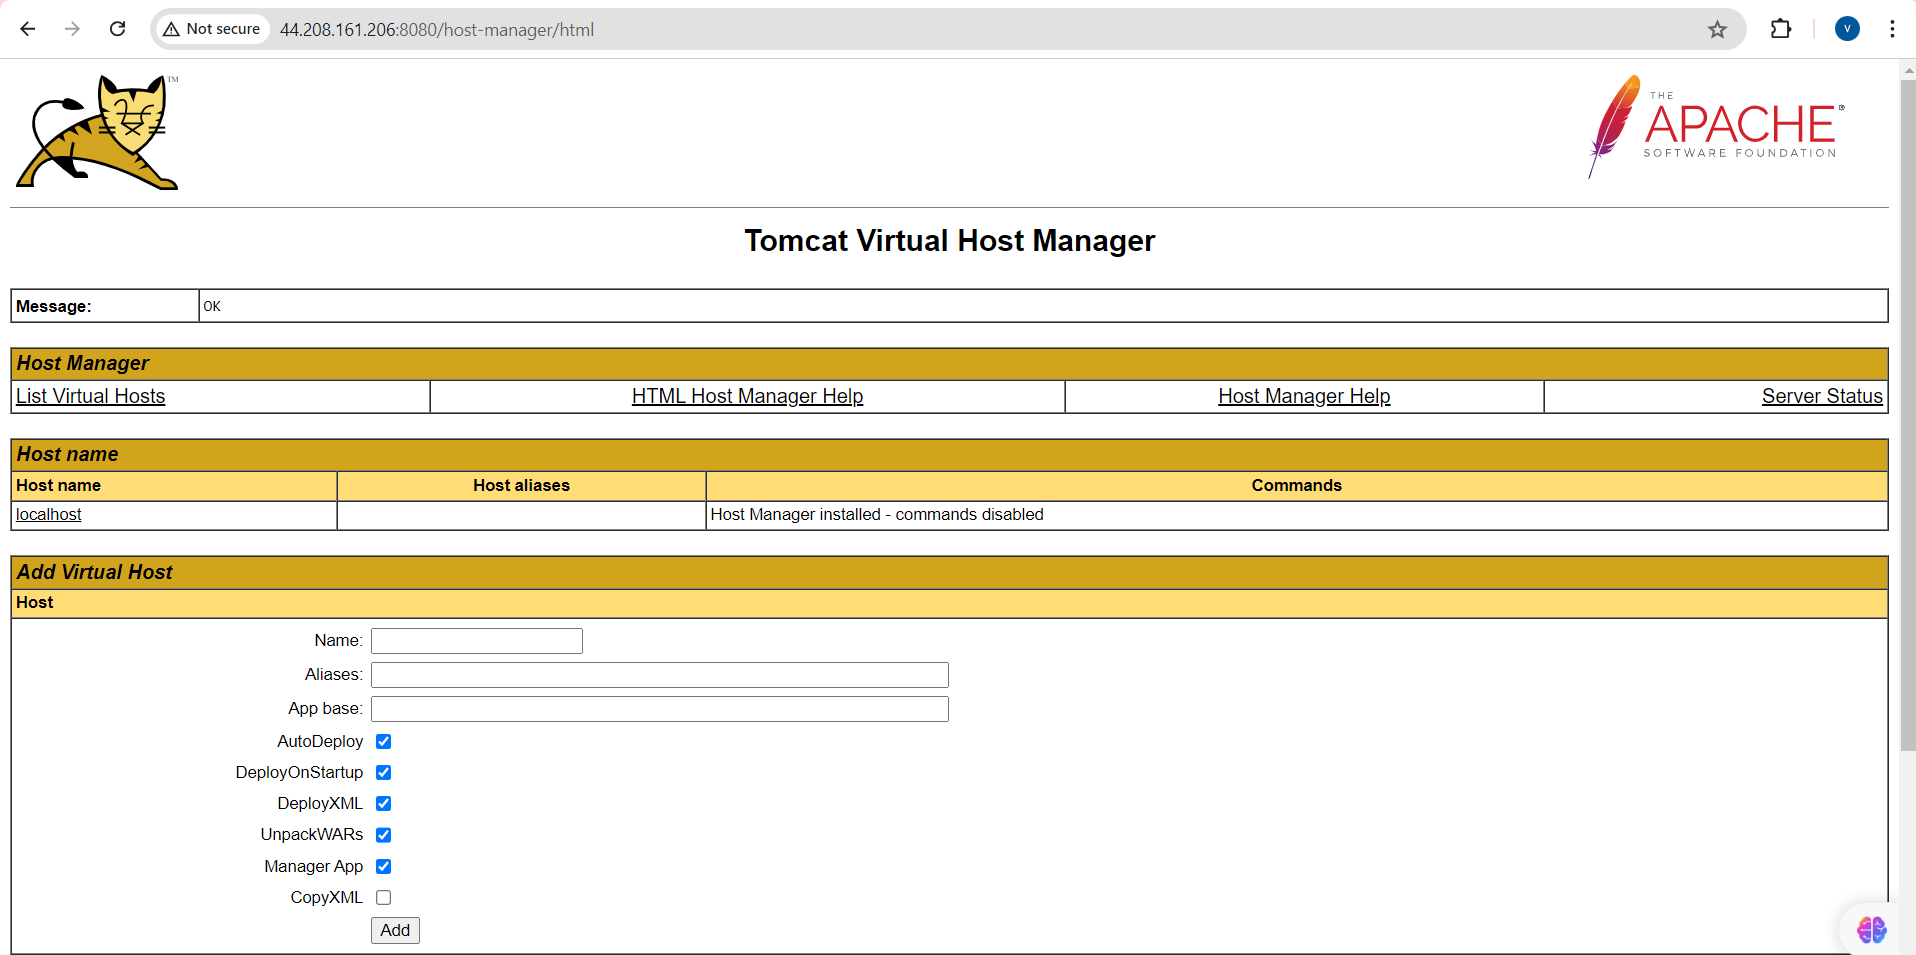 Not secure 44.208.161.206:8080/host-manager/html
V
TM
THE
APACHE®
SOFTWARE FOUNDATION
Tomcat Virtual Host Manager
Message: OK
Host Manager
List Virtual Hosts HTML Host Manager Help Host Manager Help Server Status
Host name
Host name Host aliases Commands
localhost Host Manager installed - commands disabled
Add Virtual Host
Host
Name:
Aliases:
App base:
AutoDeploy
DeployOnStartup
DeployXML
UnpackWARs
Manager App
CopyXML
Add